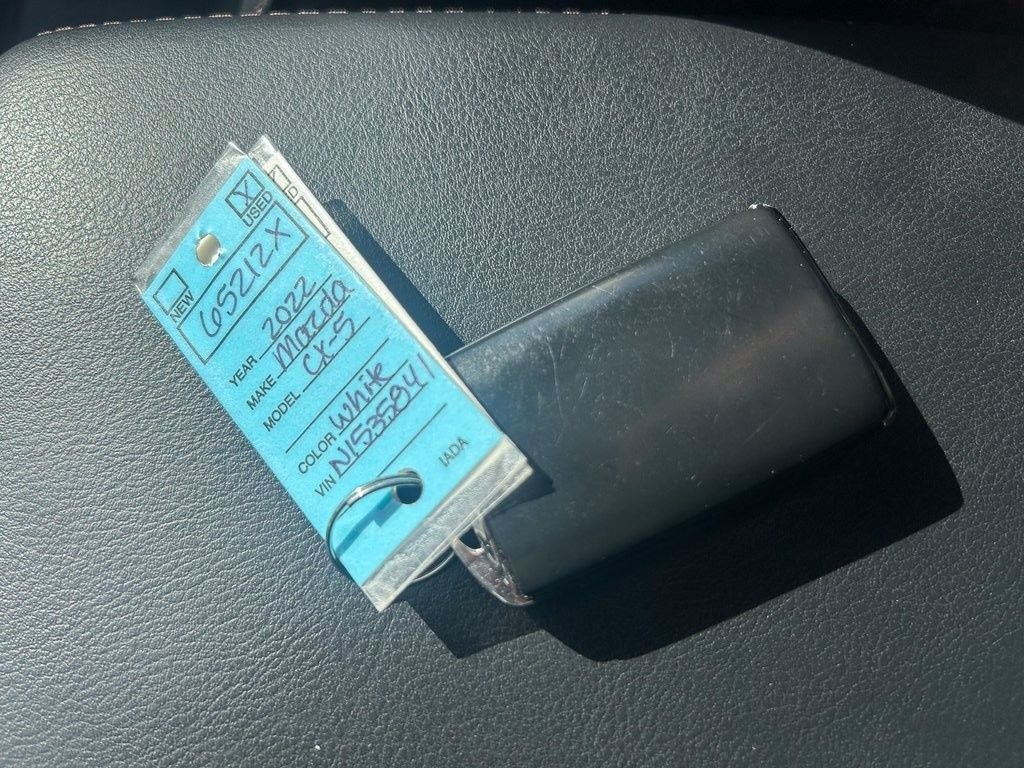 USED
NEW
65212X
YEAR 2022
MAKE Mazda
MODEL CX-5
COLOR White
VIN N1535841
IADA